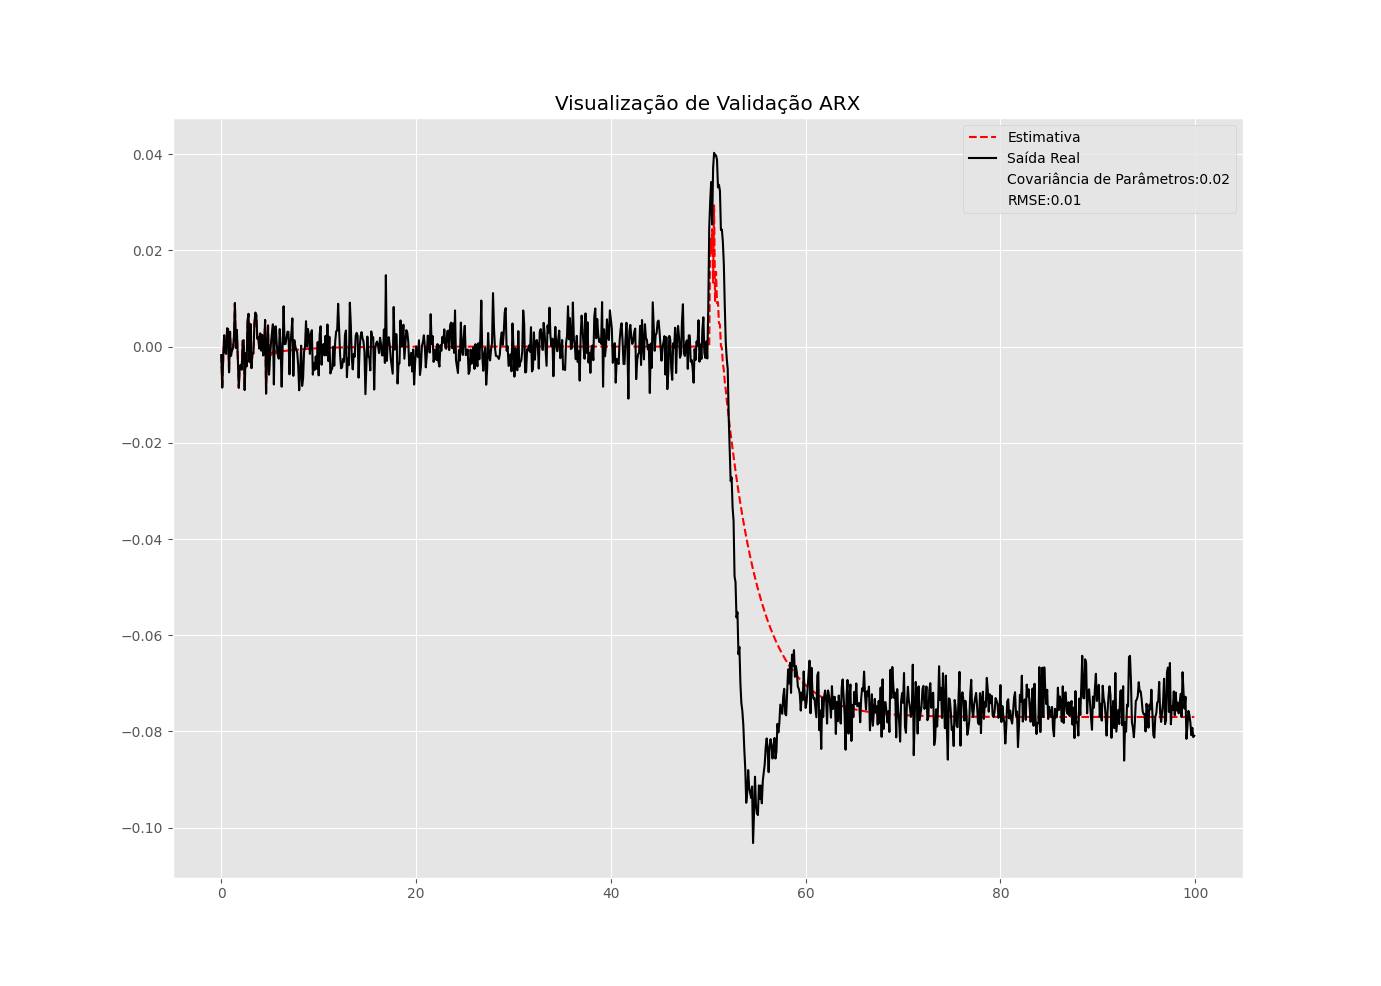 Visualização de Validação ARX
Estimativa
Saída Real
Covariância de Parâmetros:0.02
RMSE:0.01
0.04
0.02
0.00
−0.02
−0.04
−0.06
−0.08
−0.10
0
20
40
60
80
100